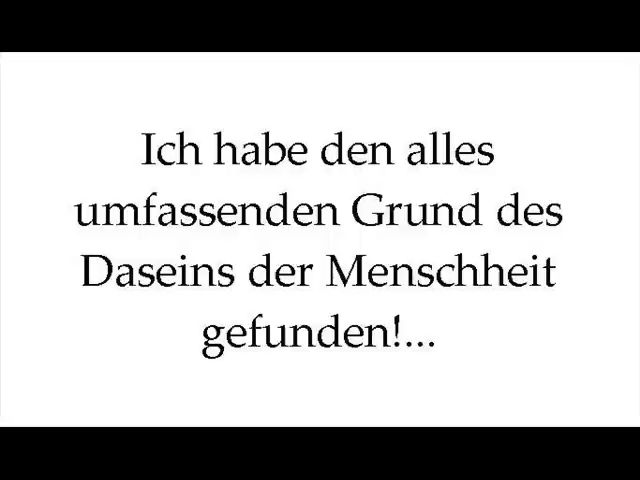 Ich habe den alles
umfassenden Grund des
Daseins der Menschheit
gefunden!...